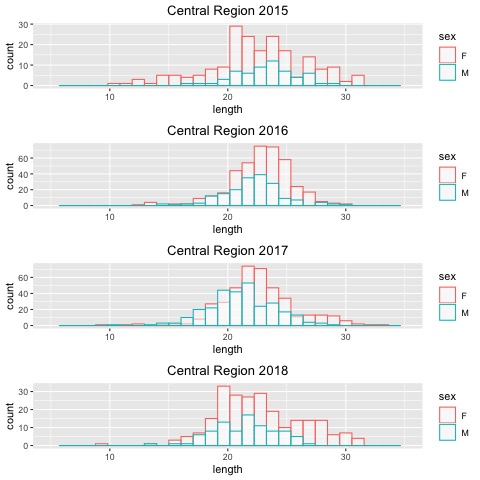 Central Region 2015
30
20
10
0
count
10 20 30
length
sex
F
M
Central Region 2016
60
40
20
0
count
10 20 30
length
sex
F
M
Central Region 2017
60
40
20
0
count
10 20 30
length
sex
F
M
Central Region 2018
30
20
10
0
count
10 20 30
length
sex
F
M